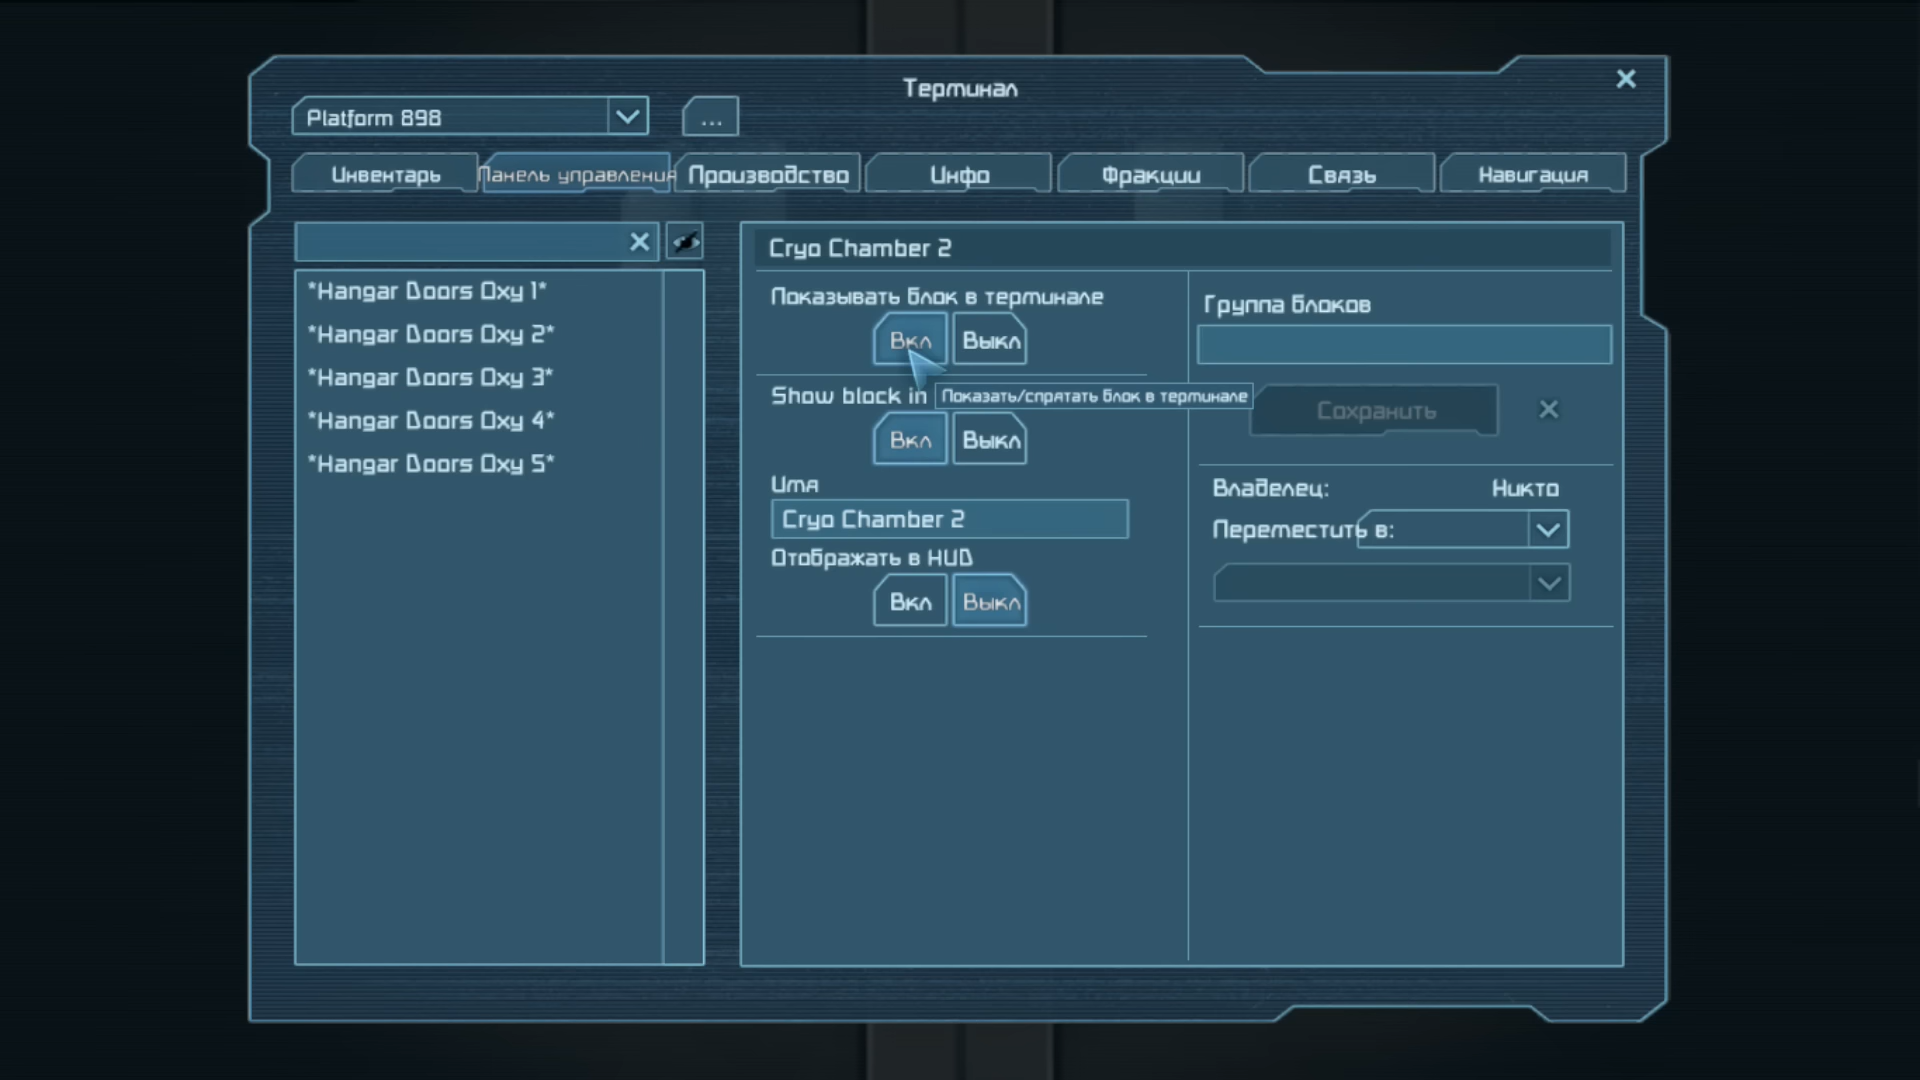 Терминал
Platform 898
...
Инвентарь
Панель управления
Производство
Инфо
Фракции
Связь
Навигация
*Hangar Doors Oxy 1*
*Hangar Doors Oxy 2*
*Hangar Doors Oxy 3*
*Hangar Doors Oxy 4*
*Hangar Doors Oxy 5*
Cryo Chamber 2
Показывать блок в терминале
Вкл Выкл
Show block in
Показать/спрятать блок в терминале
Вкл Выкл
Имя
Cryo Chamber 2
Отображать в HUD
Вкл Выкл
Группа блоков
Сохранить
Владелец: Никто
Переместить в: